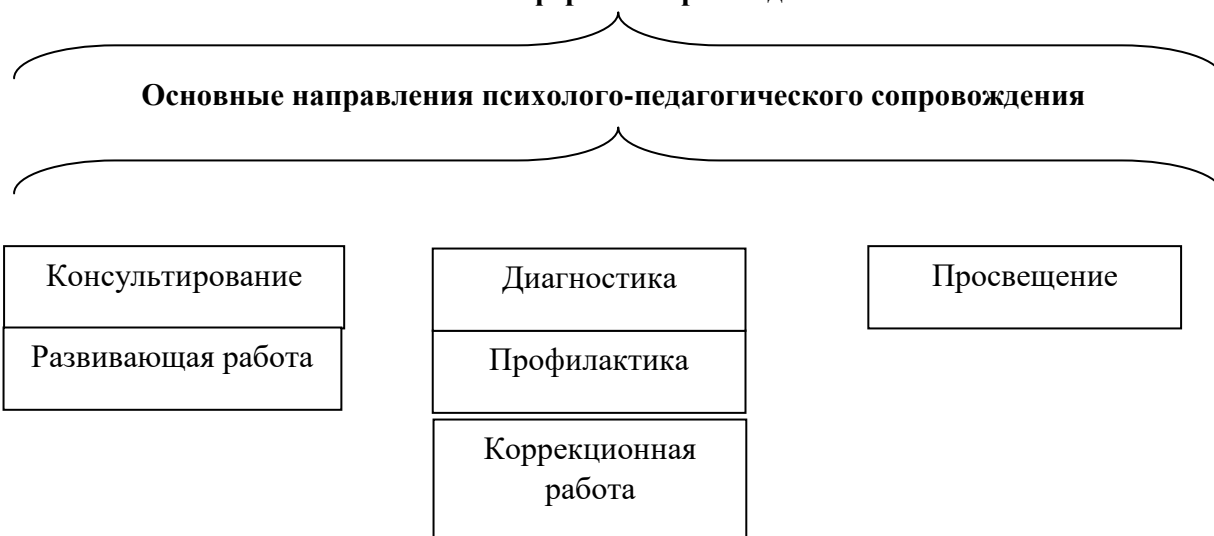 Основные направления психолого-педагогического сопровождения
Консультирование
Диагностика
Просвещение
Развивающая работа
Профилактика
Коррекционная
работа